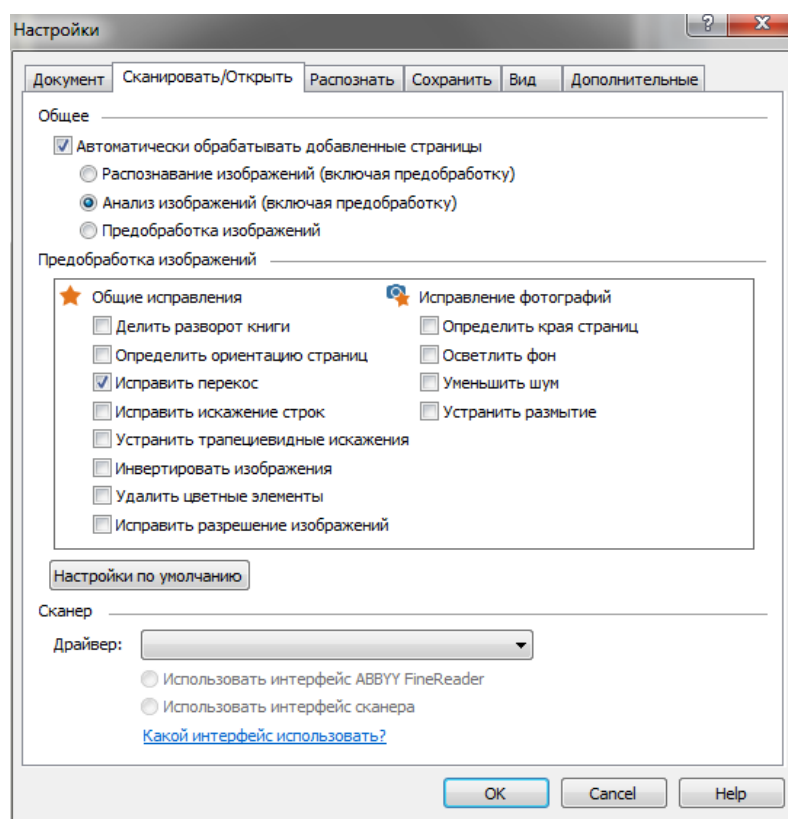 Настройки
?
X
Документ Сканировать/Открыть Распознать Сохранить Вид Дополнительные
Общее
Автоматически обрабатывать добавленные страницы
Распознавание изображений (включая предобработку)
Анализ изображений (включая предобработку)
Предобработка изображений
Предобработка изображений
Общие исправления
Делить разворот книги
Определить ориентацию страниц
Исправить перекос
Исправить искажение строк
Устранить трапециевидные искажения
Инвертировать изображения
Удалить цветные элементы
Исправить разрешение изображений
Исправление фотографий
Определить края страниц
Осветлить фон
Уменьшить шум
Устранить размытие
Настройки по умолчанию
Сканер
Драйвер:
Использовать интерфейс ABBYY FineReader
Использовать интерфейс сканера
Какой интерфейс использовать?
OK Cancel Help